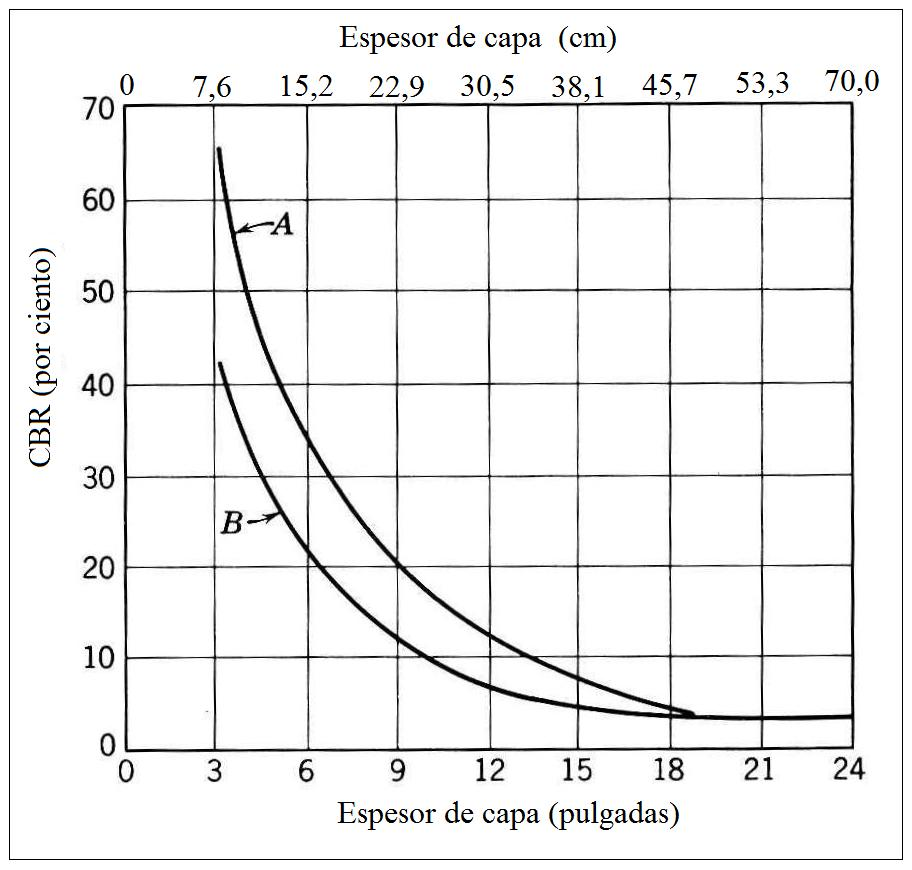 Espesor de capa (cm)
0 7,6 15,2 22,9 30,5 38,1 45,7 53,3 70,0
70
60
A
50
CBR (por ciento)
40
30
B
20
10
0
0 3 6 9 12 15 18 21 24
Espesor de capa (pulgadas)